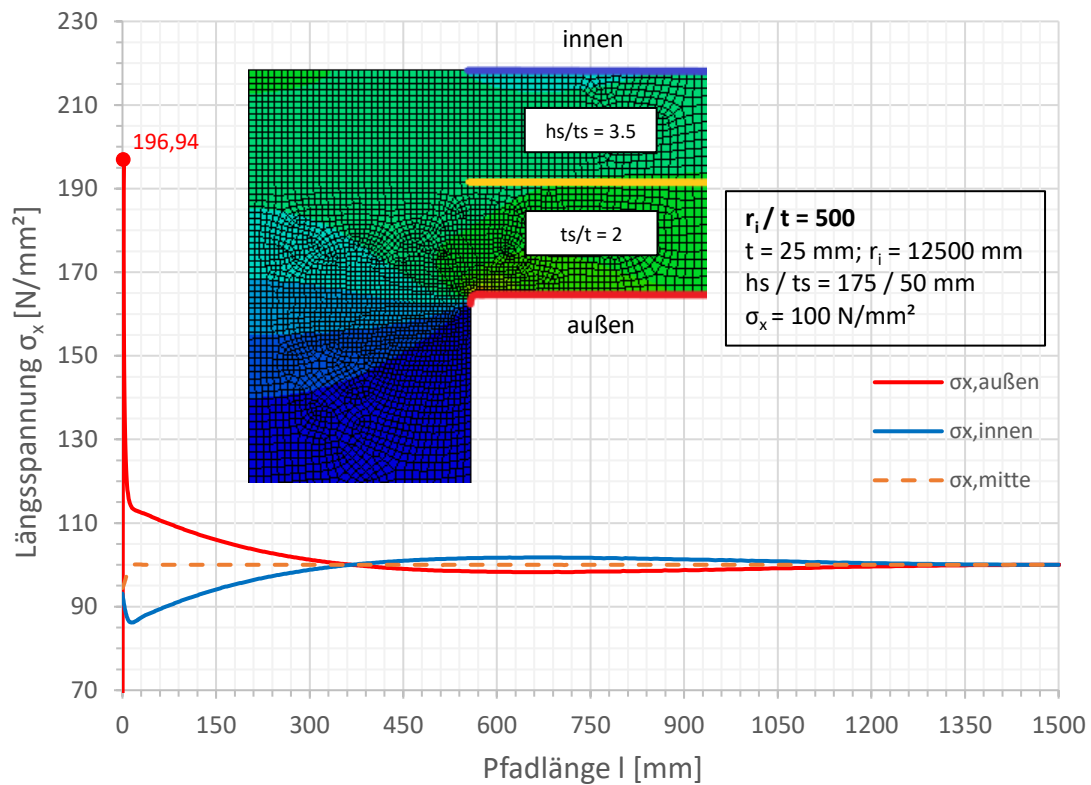 Längsspannung σx [N/mm²]
230
210
190
170
150
130
110
90
70
196,94
innen
hs/ts = 3.5
ts/t = 2
außen
ri / t = 500
t = 25 mm; ri = 12500 mm
hs / ts = 175 / 50 mm
σx = 100 N/mm²
σx,außen
σx,innen
σx,mitte
0 150 300 450 600 750 900 1050 1200 1350 1500
Pfadlänge l [mm]